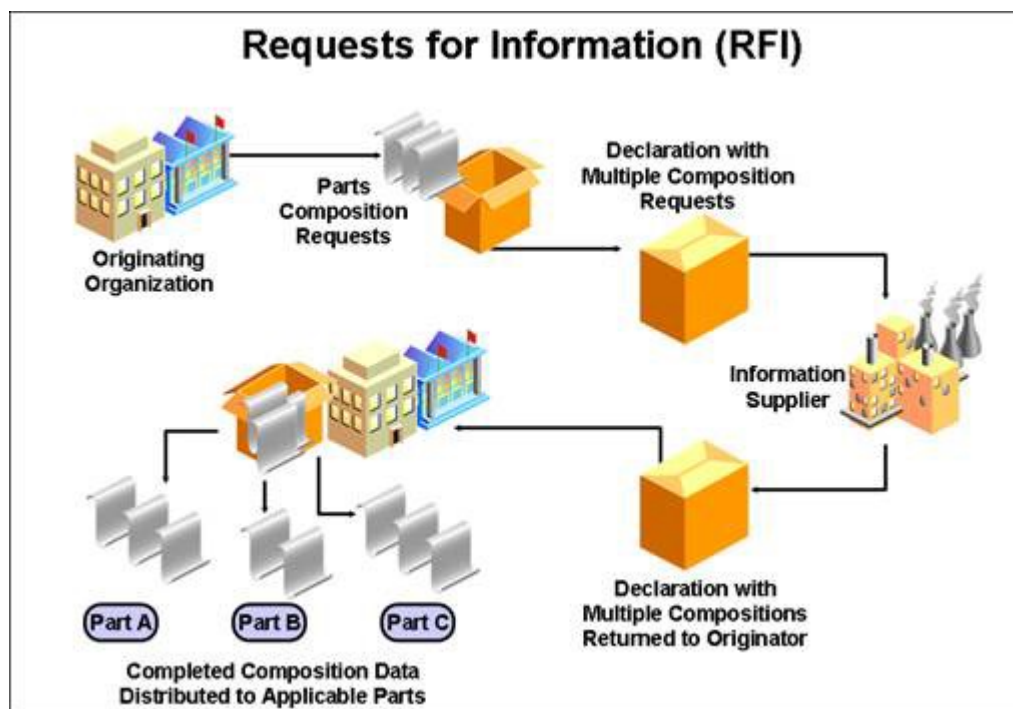 Requests for Information (RFI)
Originating
Organization
Parts
Composition
Requests
Declaration with
Multiple Composition
Requests
Information
Supplier
Declaration with
Multiple Compositions
Returned to Originator
Part A
Part B
Part C
Completed Composition Data
Distributed to Applicable Parts